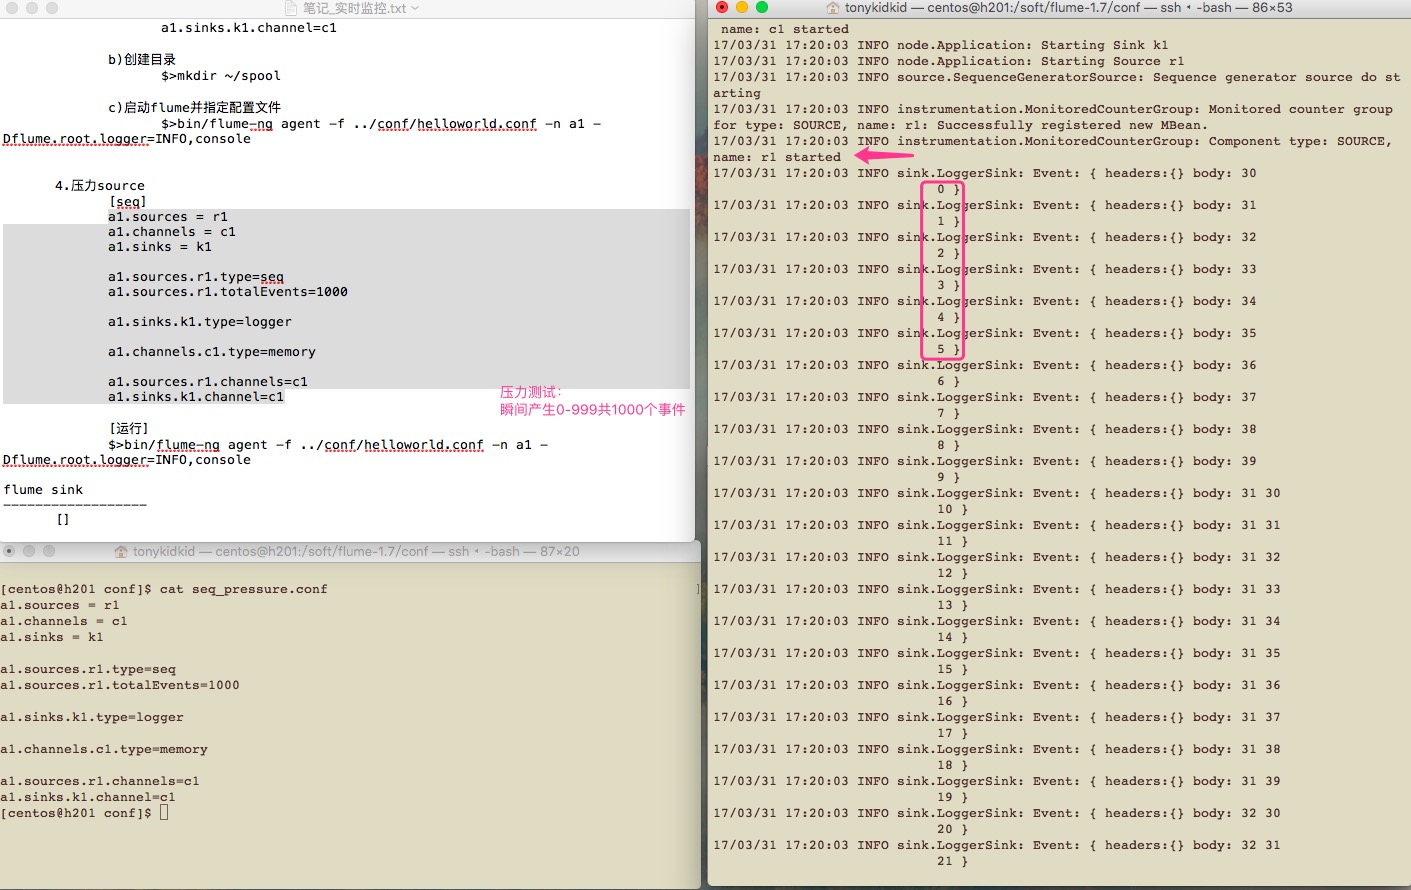 笔记_实时监控.txt
a1.sinks.k1.channel=c1
b)创建目录
$>mkdir ~/spool
c)启动flume并指定配置文件
$>bin/flume-ng agent -f ../conf/helloworld.conf -n a1 -
Dflume.root.logger=INFO,console
4.压力source
[seq]
a1.sources = r1
a1.channels = c1
a1.sinks = k1
a1.sources.r1.type=seq
a1.sources.r1.totalEvents=1000
a1.sinks.k1.type=logger
a1.channels.c1.type=memory
a1.sources.r1.channels=c1
a1.sinks.k1.channel=c1
压力测试：
瞬间产生0-999共1000个事件
[运行]
$>bin/flume-ng agent -f ../conf/helloworld.conf -n a1 -
Dflume.root.logger=INFO,console
flume sink
------------------
[]
tonykidkid — centos@h201:/soft/flume-1.7/conf — ssh • -bash — 87×20
[centos@h201 conf]$ cat seq_pressure.conf
a1.sources = r1
a1.channels = c1
a1.sinks = k1
a1.sources.r1.type=seq
a1.sources.r1.totalEvents=1000
a1.sinks.k1.type=logger
a1.channels.c1.type=memory
a1.sources.r1.channels=c1
a1.sinks.k1.channel=c1
[centos@h201 conf]$
tonykidkid — centos@h201:/soft/flume-1.7/conf — ssh • -bash — 86×53
name: c1 started
17/03/31 17:20:03 INFO node.Application: Starting Sink k1
17/03/31 17:20:03 INFO node.Application: Starting Source r1
17/03/31 17:20:03 INFO source.SequenceGeneratorSource: Sequence generator source do st
arting
17/03/31 17:20:03 INFO instrumentation.MonitoredCounterGroup: Monitored counter group
for type: SOURCE, name: r1: Successfully registered new MBean.
17/03/31 17:20:03 INFO instrumentation.MonitoredCounterGroup: Component type: SOURCE,
name: r1 started
17/03/31 17:20:03 INFO sink.LoggerSink: Event: { headers:{} body: 30
0 }
17/03/31 17:20:03 INFO sink.LoggerSink: Event: { headers:{} body: 31
1 }
17/03/31 17:20:03 INFO sink.LoggerSink: Event: { headers:{} body: 32
2 }
17/03/31 17:20:03 INFO sink.LoggerSink: Event: { headers:{} body: 33
3 }
17/03/31 17:20:03 INFO sink.LoggerSink: Event: { headers:{} body: 34
4 }
17/03/31 17:20:03 INFO sink.LoggerSink: Event: { headers:{} body: 35
5 }
17/03/31 17:20:03 INFO sink.LoggerSink: Event: { headers:{} body: 36
6 }
17/03/31 17:20:03 INFO sink.LoggerSink: Event: { headers:{} body: 37
7 }
17/03/31 17:20:03 INFO sink.LoggerSink: Event: { headers:{} body: 38
8 }
17/03/31 17:20:03 INFO sink.LoggerSink: Event: { headers:{} body: 39
9 }
17/03/31 17:20:03 INFO sink.LoggerSink: Event: { headers:{} body: 31 30
10 }
17/03/31 17:20:03 INFO sink.LoggerSink: Event: { headers:{} body: 31 31
11 }
17/03/31 17:20:03 INFO sink.LoggerSink: Event: { headers:{} body: 31 32
12 }
17/03/31 17:20:03 INFO sink.LoggerSink: Event: { headers:{} body: 31 33
13 }
17/03/31 17:20:03 INFO sink.LoggerSink: Event: { headers:{} body: 31 34
14 }
17/03/31 17:20:03 INFO sink.LoggerSink: Event: { headers:{} body: 31 35
15 }
17/03/31 17:20:03 INFO sink.LoggerSink: Event: { headers:{} body: 31 36
16 }
17/03/31 17:20:03 INFO sink.LoggerSink: Event: { headers:{} body: 31 37
17 }
17/03/31 17:20:03 INFO sink.LoggerSink: Event: { headers:{} body: 31 38
18 }
17/03/31 17:20:03 INFO sink.LoggerSink: Event: { headers:{} body: 31 39
19 }
17/03/31 17:20:03 INFO sink.LoggerSink: Event: { headers:{} body: 32 30
20 }
17/03/31 17:20:03 INFO sink.LoggerSink: Event: { headers:{} body: 32 31
21 }